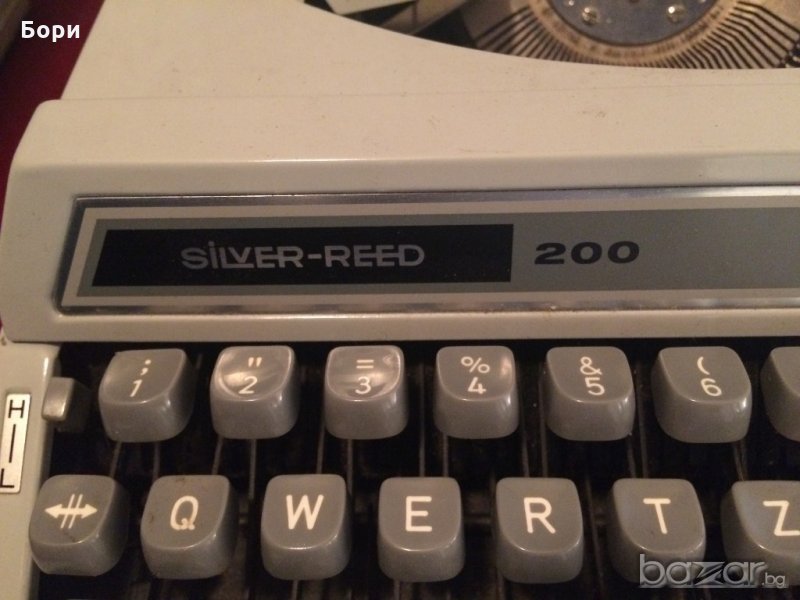 Бори
SILVER-REED 200
; " = % & (
1 2 3 4 5 6
H
L
Q W E R T Z
bazar.bg